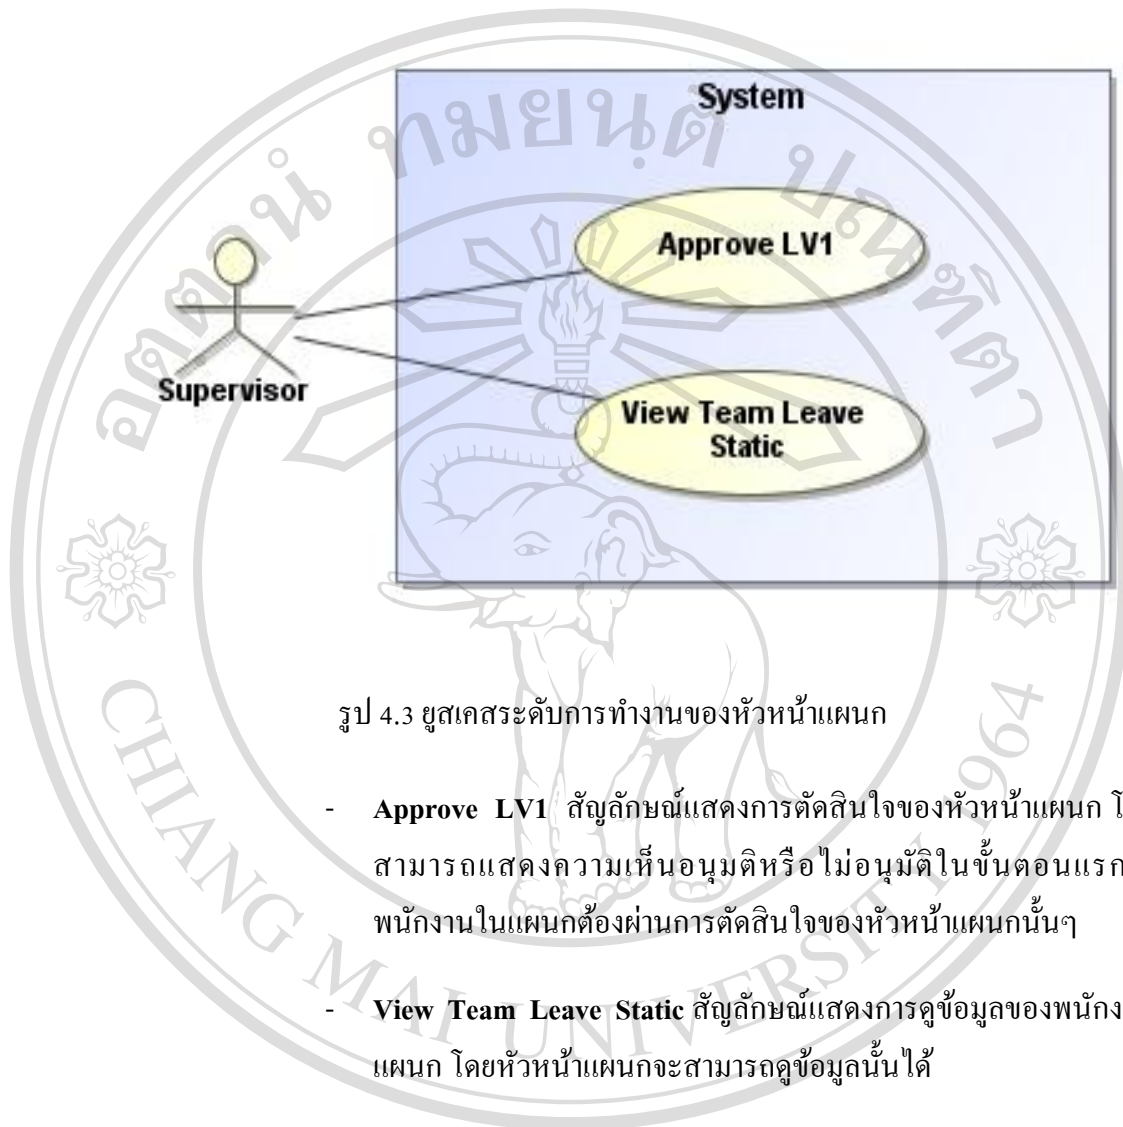 System
Approve LV1
View Team Leave
Static
Supervisor
รูป 4.3 ยูสเคสระดับการทำงานของหัวหน้าแผนก
- Approve LV1 สัญลักษณ์แสดงการตัดสินใจของหัวหน้าแผนก
สามารถแสดงความเห็นอนุมติหรือไม่อนุมัติในขั้นตอนแรก
พนักงานในแผนกต้องผ่านการตัดสินใจของหัวหน้าแผนกนั้นๆ
- View Team Leave Static สัญลักษณ์แสดงการดูข้อมูลของ
แผนก โดยหัวหน้าแผนกจะสามารถดูข้อมูลนั้นได้
CHIANG MAI UNIVERSITY 1964